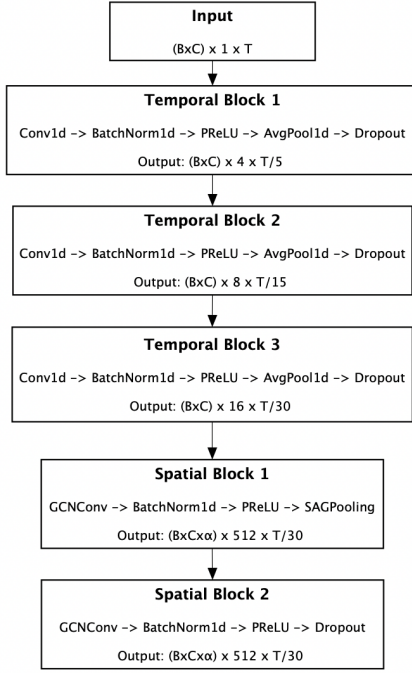 Input
(BxC) x 1 x T
Temporal Block 1
Conv1d -> BatchNorm1d -> PReLU -> AvgPool1d -> Dropout
Output: (BxC) x 4 x T/5
Temporal Block 2
Conv1d -> BatchNorm1d -> PReLU -> AvgPool1d -> Dropout
Output: (BxC) x 8 x T/15
Temporal Block 3
Conv1d -> BatchNorm1d -> PReLU -> AvgPool1d -> Dropout
Output: (BxC) x 16 x T/30
Spatial Block 1
GCNConv -> BatchNorm1d -> PReLU -> SAGPooling
Output: (BxCxα) x 512 x T/30
Spatial Block 2
GCNConv -> BatchNorm1d -> PReLU -> Dropout
Output: (BxCxα) x 512 x T/30